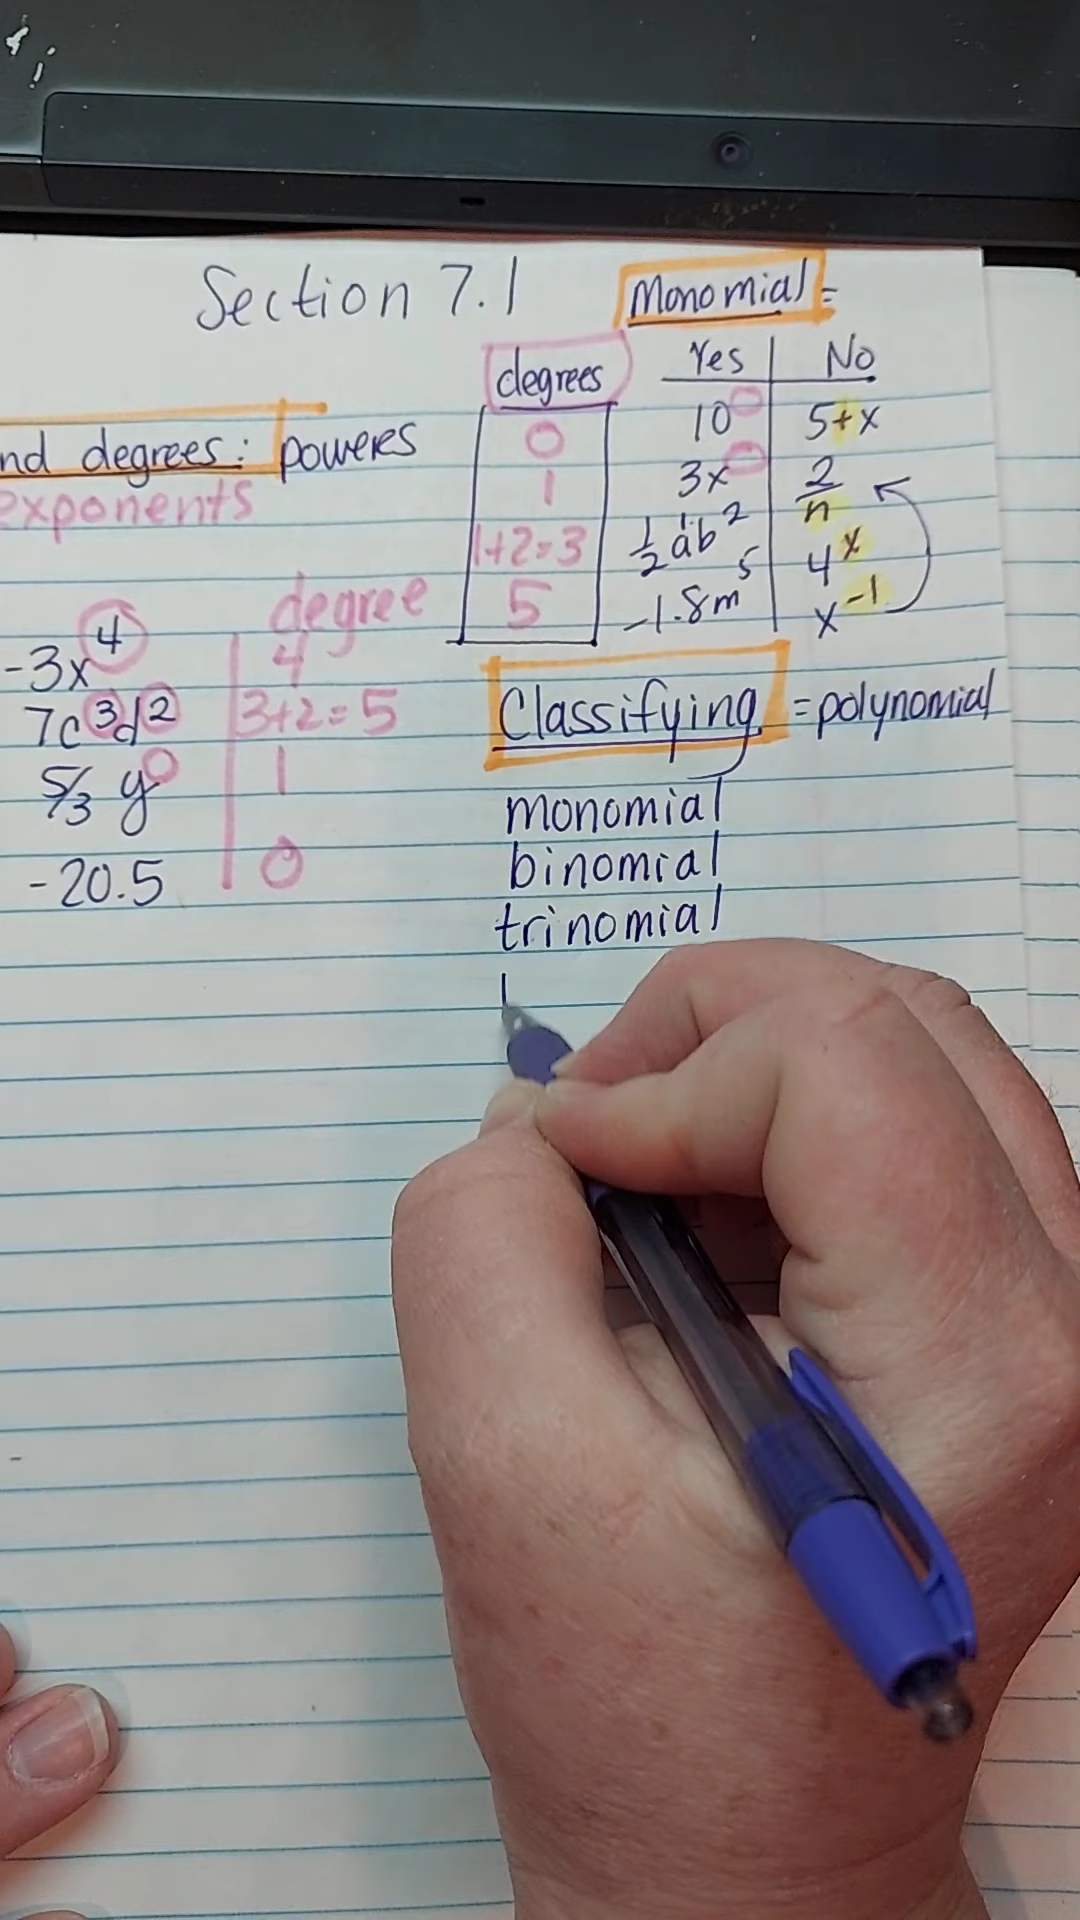 Section 7.1
Monomial =
degrees
Yes No
0 10 5+x
nd degrees: powers
1 3x 2/n
exponents
1+2=3 1/2 a¹b² 4ˣ
5 -1.8m⁵ x⁻¹
degree
-3x⁴ 4
7c³d² 3+2=5
5/3 y 1
-20.5 0
Classifying = polynomial
monomial
binomial
trinomial